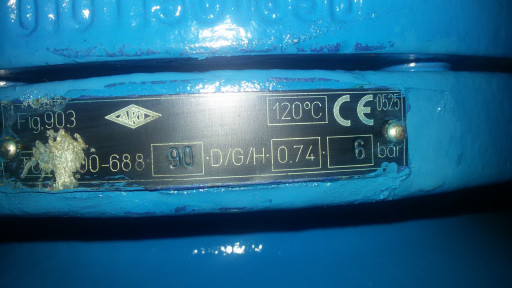 Fig.903 ARI 120°C CE 0525
00-688 90 D/G/H 0.74 6 bar